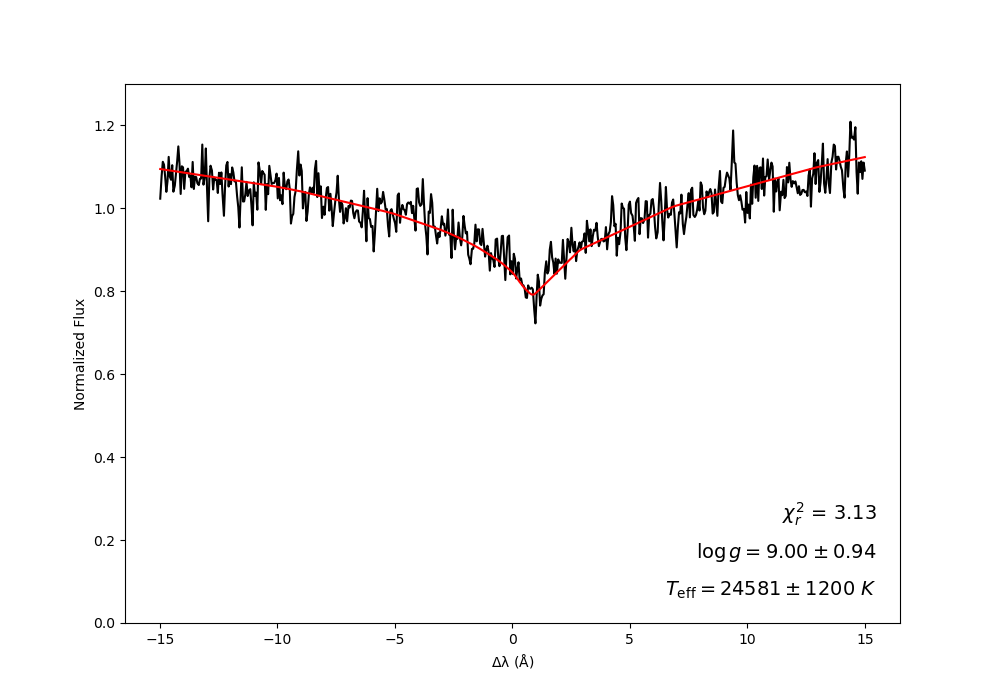 1.2
1.0
0.8
0.6
0.4
0.2
0.0
Normalized Flux
−15 −10 −5 0 5 10 15
Δλ (Å)
χ²ᵣ = 3.13
log g = 9.00 ± 0.94
T_eff = 24581 ± 1200 K